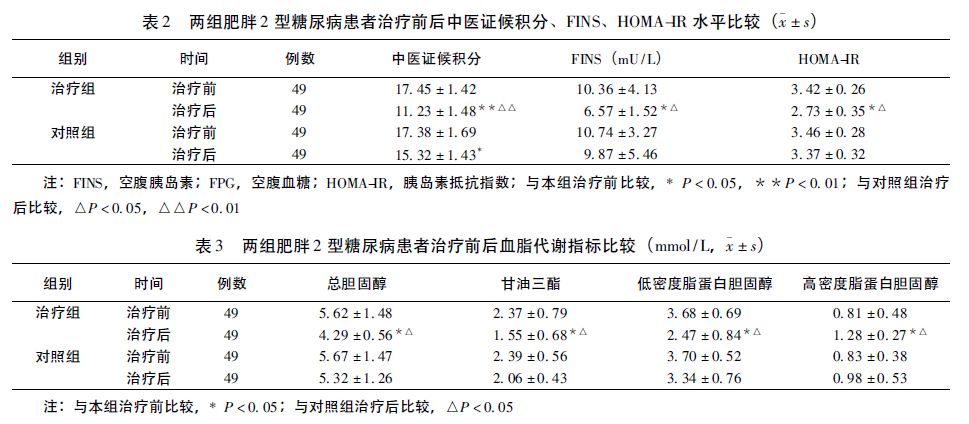 表 2 两组肥胖 2 型糖尿病患者治疗前后中医证候积分、FINS、HOMA-IR 水平比较（x̄ ± s）
组别 时间 例数 中医证候积分 FINS（mU/L） HOMA-IR
治疗组 治疗前 49 17.45 ±1.42 10.36 ±4.13 3.42 ±0.26
治疗后 49 11.23 ±1.48**△△ 6.57 ±1.52*△ 2.73 ±0.35*△
对照组 治疗前 49 17.38 ±1.69 10.74 ±3.27 3.46 ±0.28
治疗后 49 15.32 ±1.43* 9.87 ±5.46 3.37 ±0.32
注：FINS，空腹胰岛素；FPG，空腹血糖；HOMA-IR，胰岛素抵抗指数；与本组治疗前比较，* P<0.05，**P<0.01；与对照组治疗
后比较，△P<0.05，△△P<0.01
表 3 两组肥胖 2 型糖尿病患者治疗前后血脂代谢指标比较（mmol/L，x̄ ± s）
组别 时间 例数 总胆固醇 甘油三酯 低密度脂蛋白胆固醇 高密度脂蛋白胆固醇
治疗组 治疗前 49 5.62 ±1.48 2.37 ±0.79 3.68 ±0.69 0.81 ±0.48
治疗后 49 4.29 ±0.56*△ 1.55 ±0.68*△ 2.47 ±0.84*△ 1.28 ±0.27*△
对照组 治疗前 49 5.67 ±1.47 2.39 ±0.56 3.70 ±0.52 0.83 ±0.38
治疗后 49 5.32 ±1.26 2.06 ±0.43 3.34 ±0.76 0.98 ±0.53
注：与本组治疗前比较，* P<0.05；与对照组治疗后比较，△P<0.05